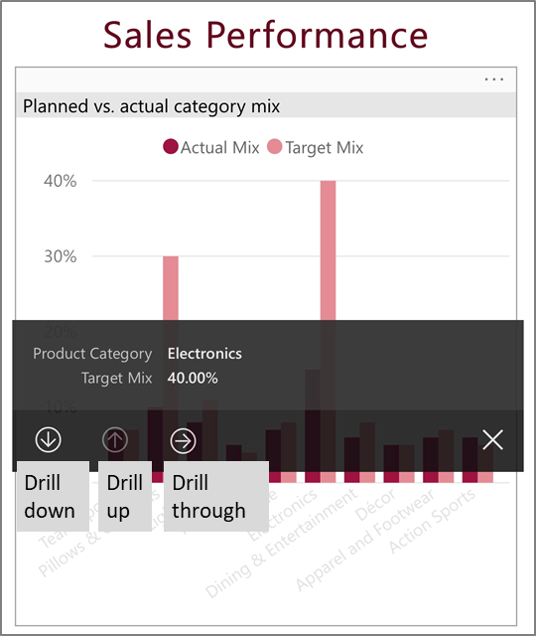 Sales Performance
...
Planned vs. actual category mix
Actual Mix
Target Mix
40%
30%
20%
Product Category Electronics
Target Mix 40.00%
10%
Drill
down
Drill
up
Drill
through
Team
Pillows &
Electronics
Dining & Entertainment
Décor
Apparel and Footwear
Action Sports